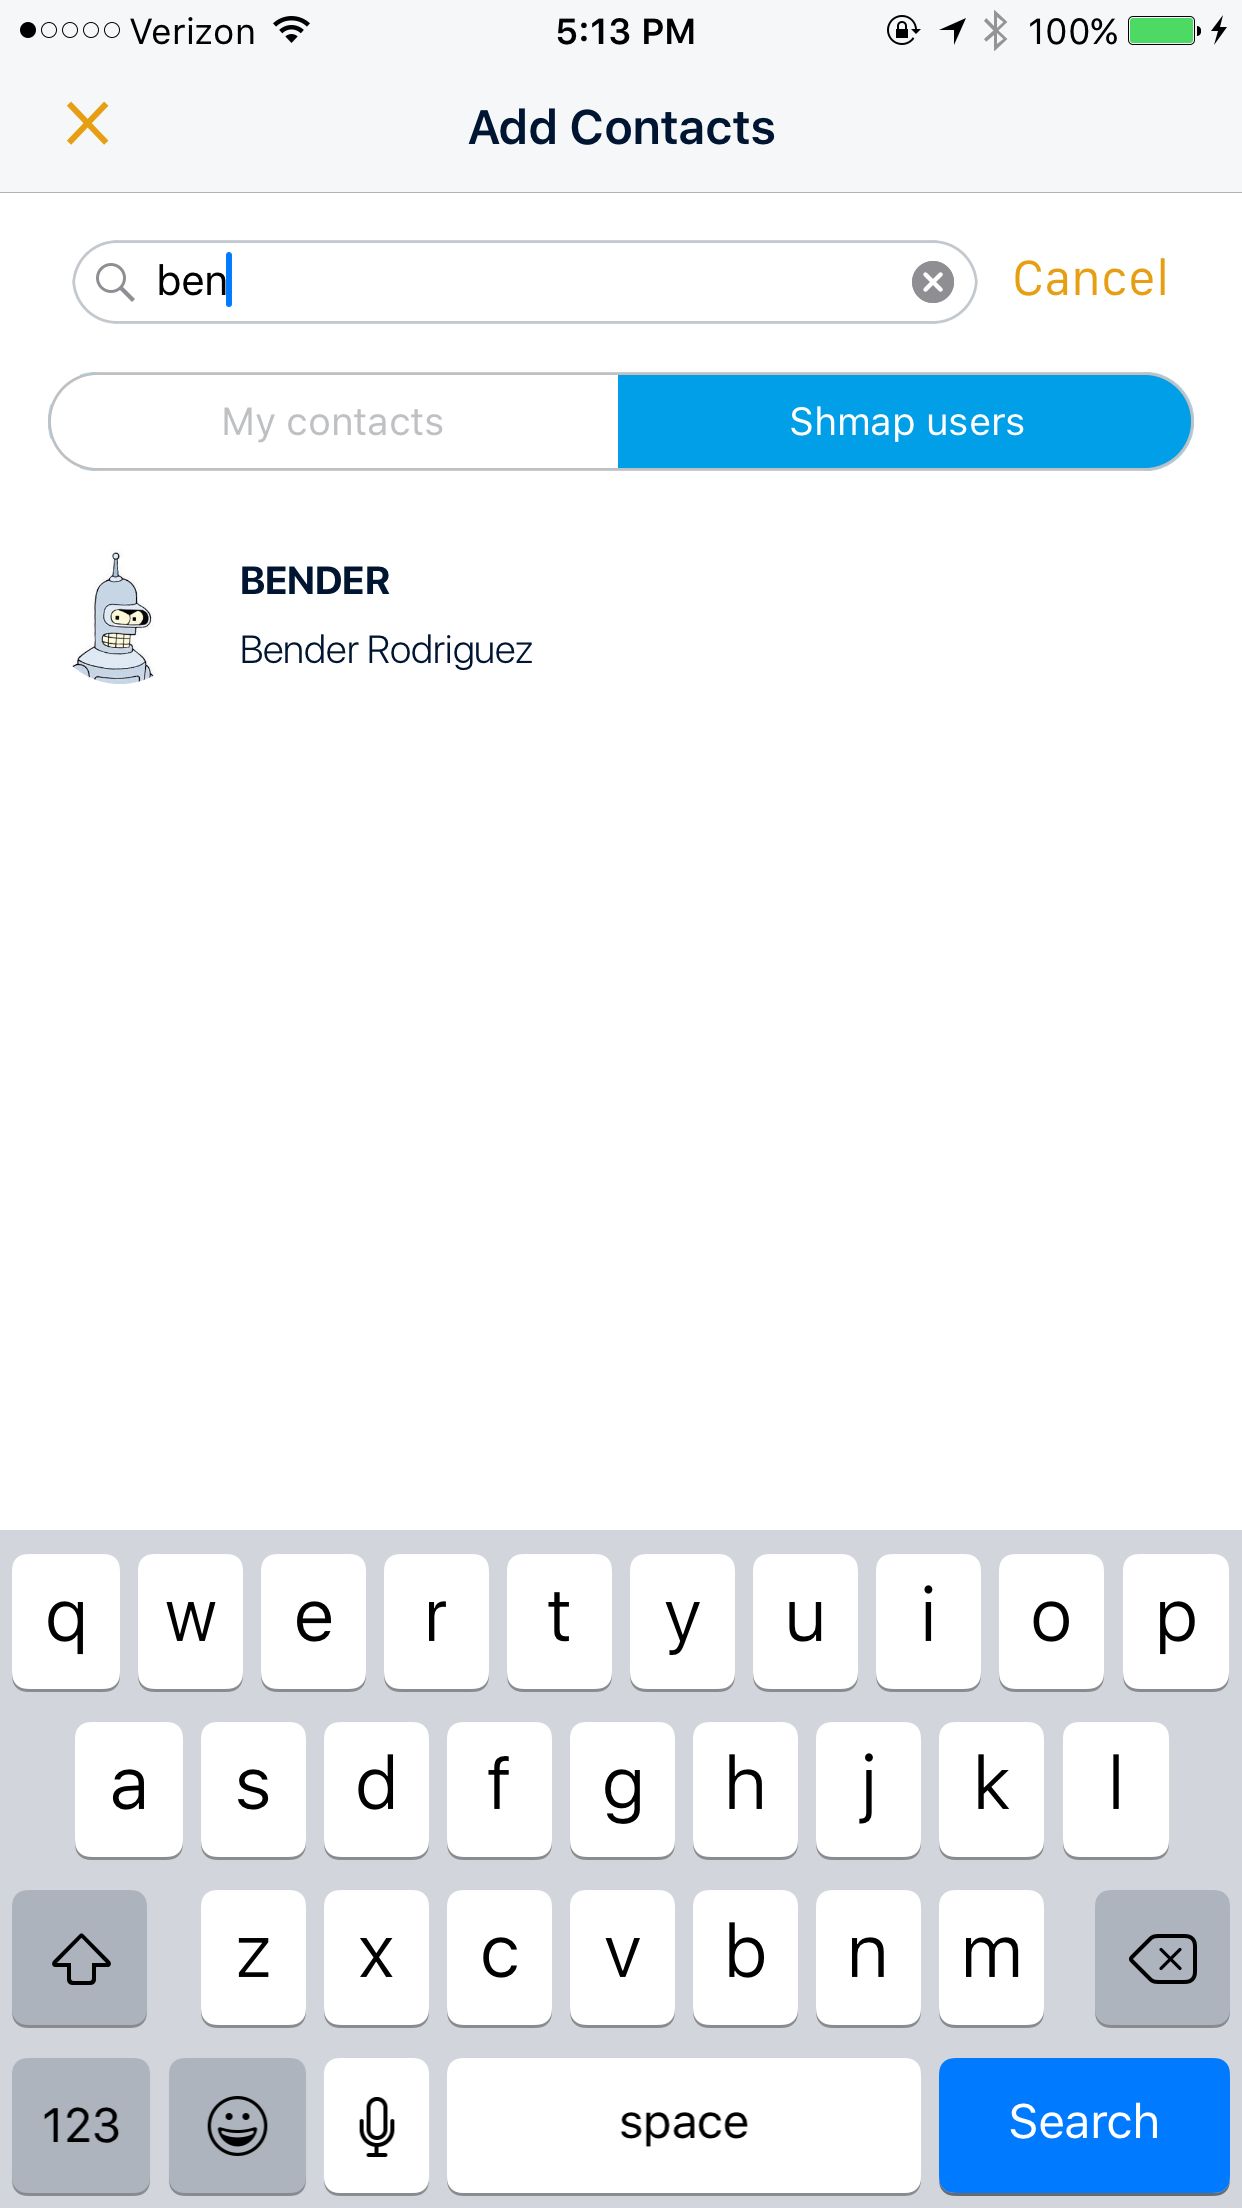 Verizon 5:13 PM 100%
Add Contacts
ben Cancel
My contacts Shmap users
BENDER
Bender Rodriguez
q w e r t y u i o p
a s d f g h j k l
z x c v b n m
123 space Search